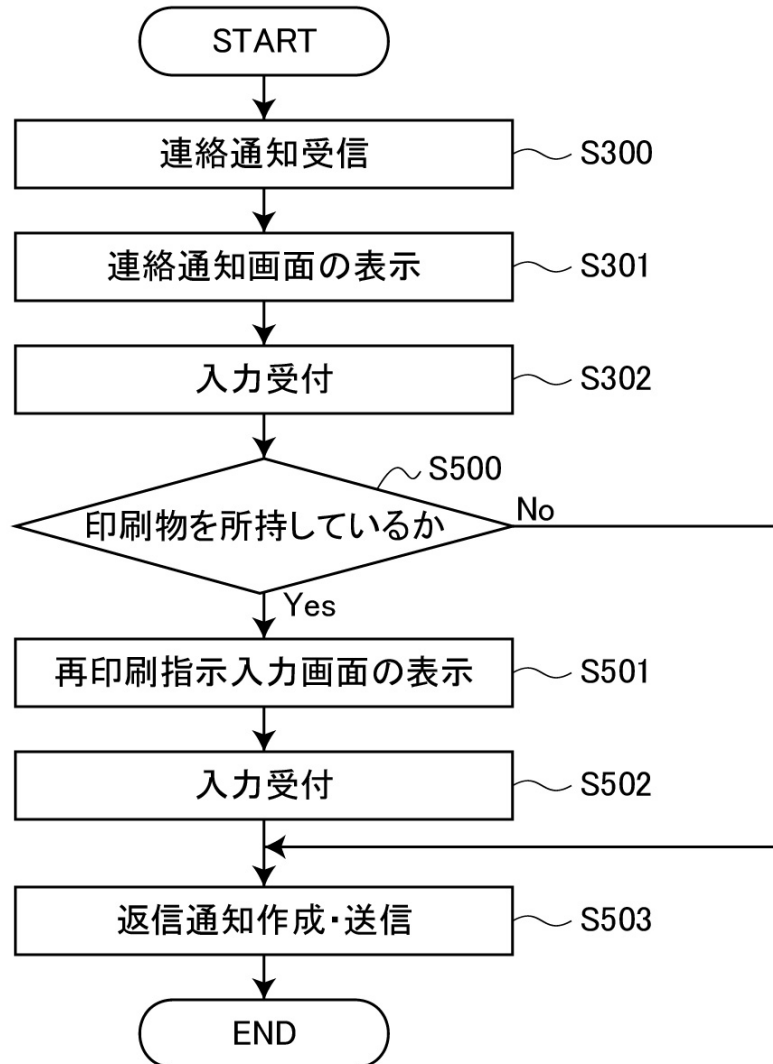 START
連絡通知受信
S300
連絡通知画面の表示
S301
入力受付
S302
S500
印刷物を所持しているか
No
Yes
再印刷指示入力画面の表示
S501
入力受付
S502
返信通知作成・送信
S503
END